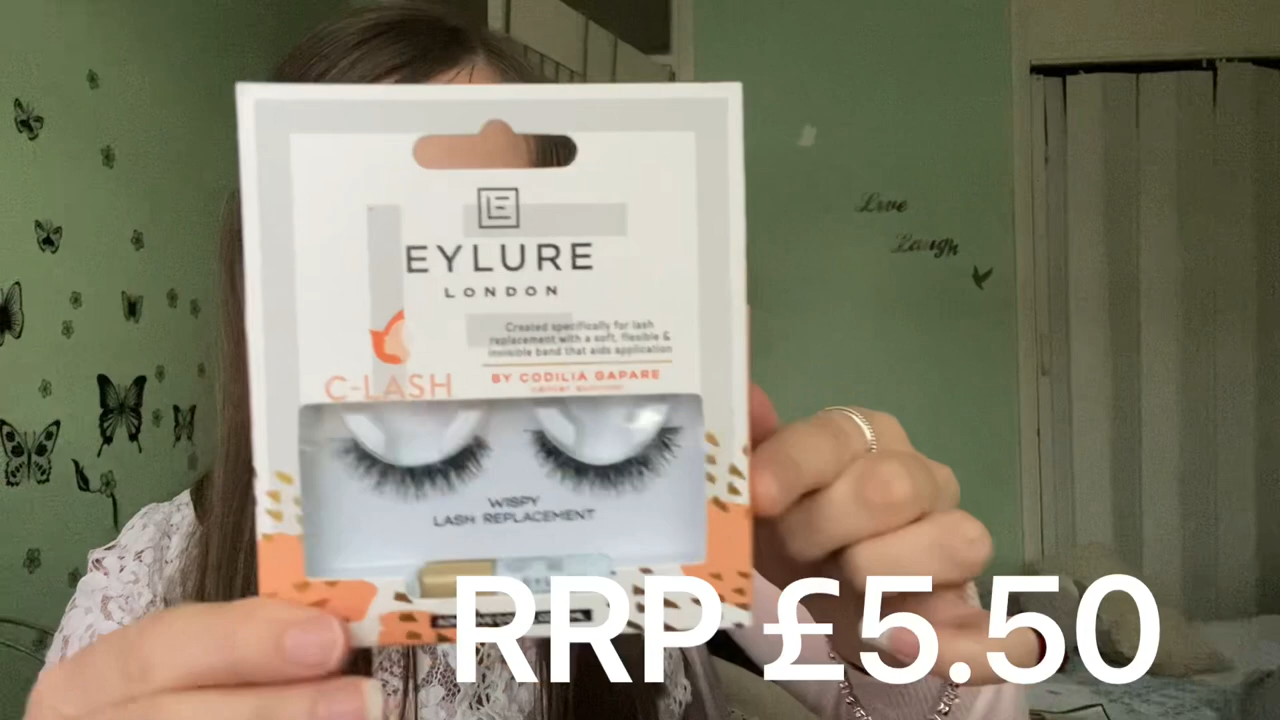 Live
Laugh
LE
EYLURE
LONDON
Created specifically for lash
replacement with a soft, flexible &
invisible band that aids application
C-LASH
BY CODILIA GAPARE
WISPY
LASH REPLACEMENT
RRP £5.50